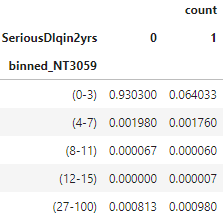 count
SeriousDlqin2yrs 0 1
binned_NT3059
(0-3) 0.930300 0.064033
(4-7) 0.001980 0.001760
(8-11) 0.000067 0.000060
(12-15) 0.000000 0.000007
(27-100) 0.000813 0.000980